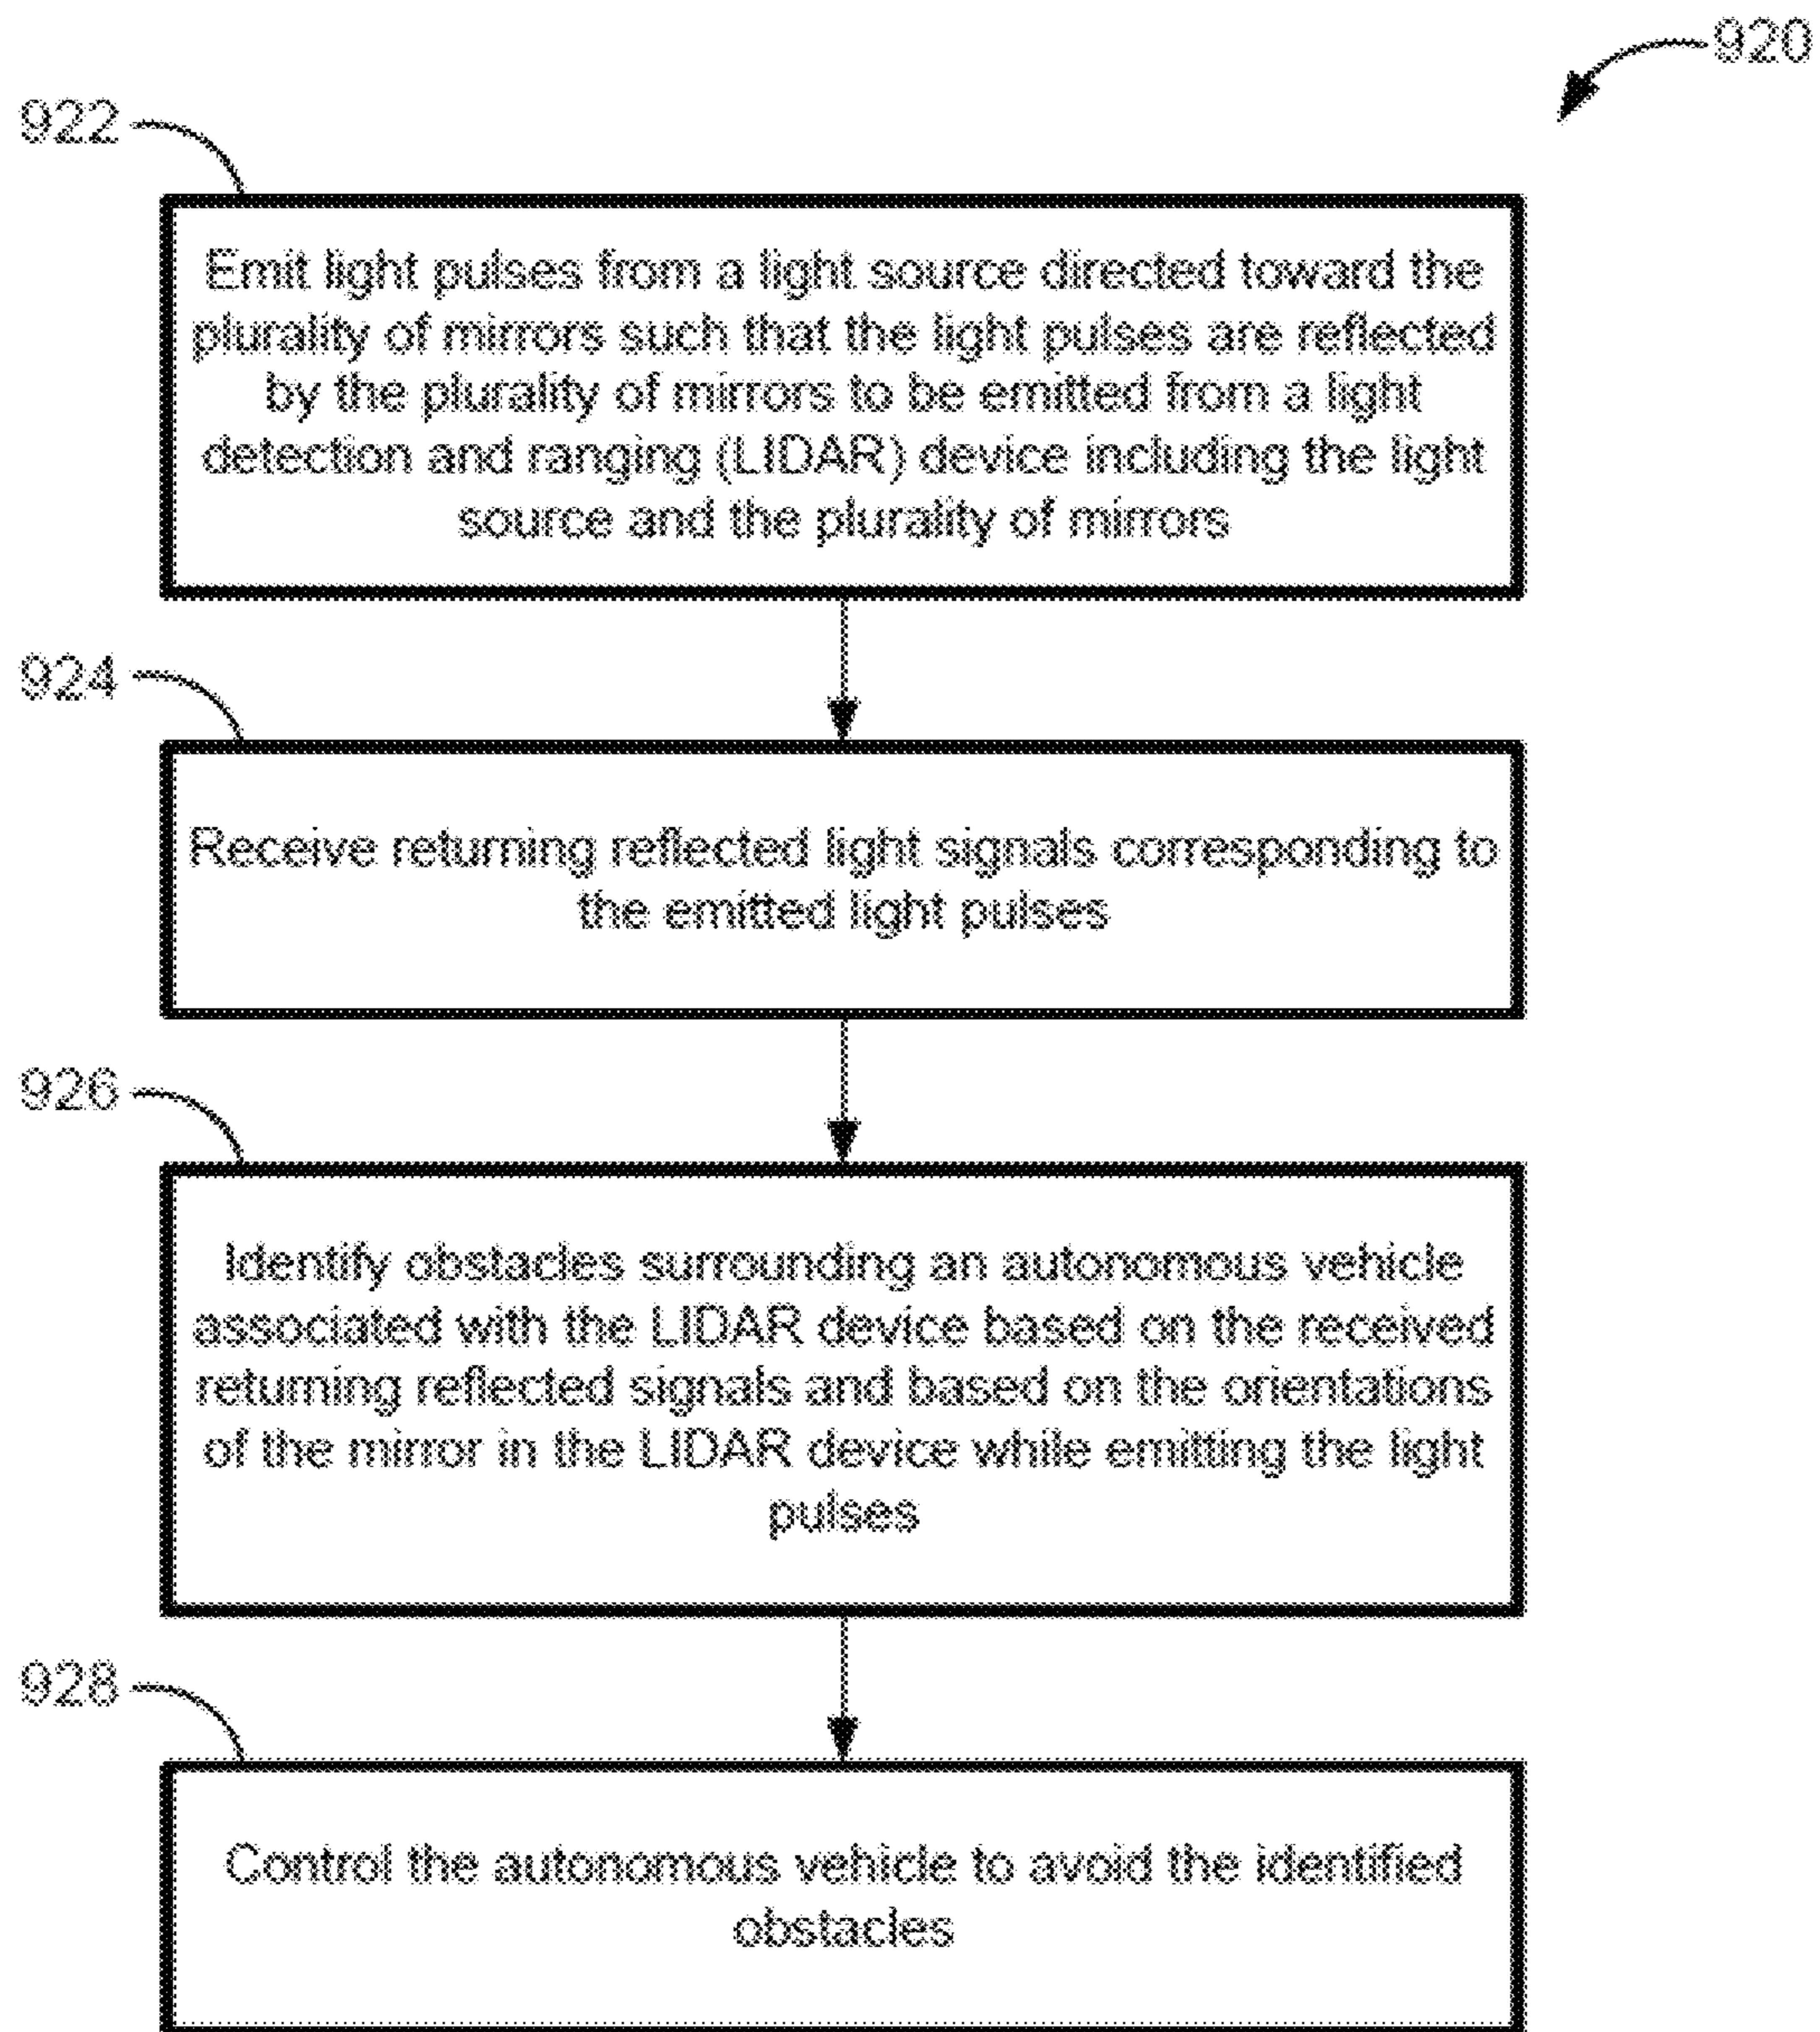 920
922
Emit light pulses from a light source directed toward the
plurality of mirrors such that the light pulses are reflected
by the plurality of mirrors to be emitted from a light
detection and ranging (LIDAR) device including the light
source and the plurality of mirrors
924
Receive returning reflected light signals corresponding to
the emitted light pulses
926
Identify obstacles surrounding an autonomous vehicle
associated with the LIDAR device based on the received
returning reflected signals and based on the orientations
of the mirror in the LIDAR device while emitting the light
pulses
928
Control the autonomous vehicle to avoid the identified
obstacles